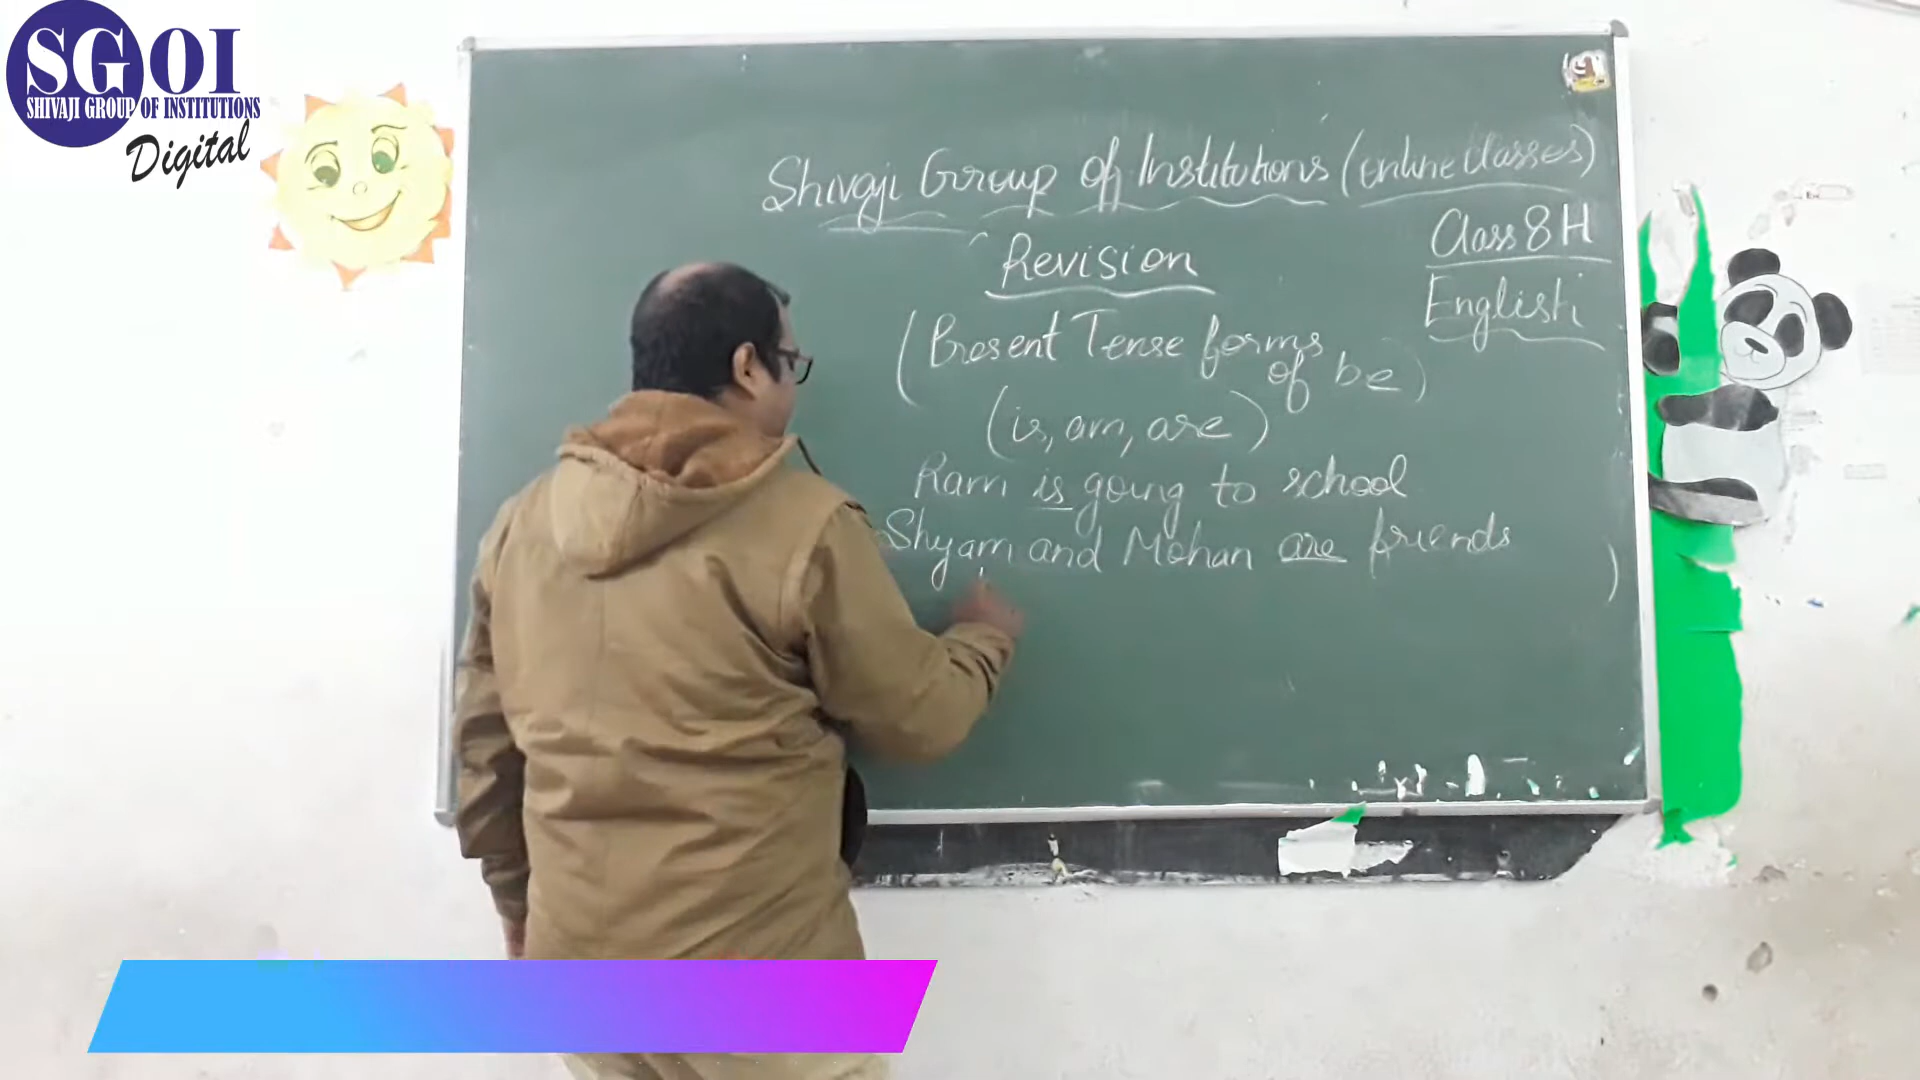 SGOI
SHIVAJI GROUP OF INSTITUTIONS
Digital
Shivaji Group Of Institutions (Online Classes)
Class 8 H
English
Revision
(Present Tense forms
of be)
(is, am, are)
Ram is going to school
Shyam and Mohan are friends